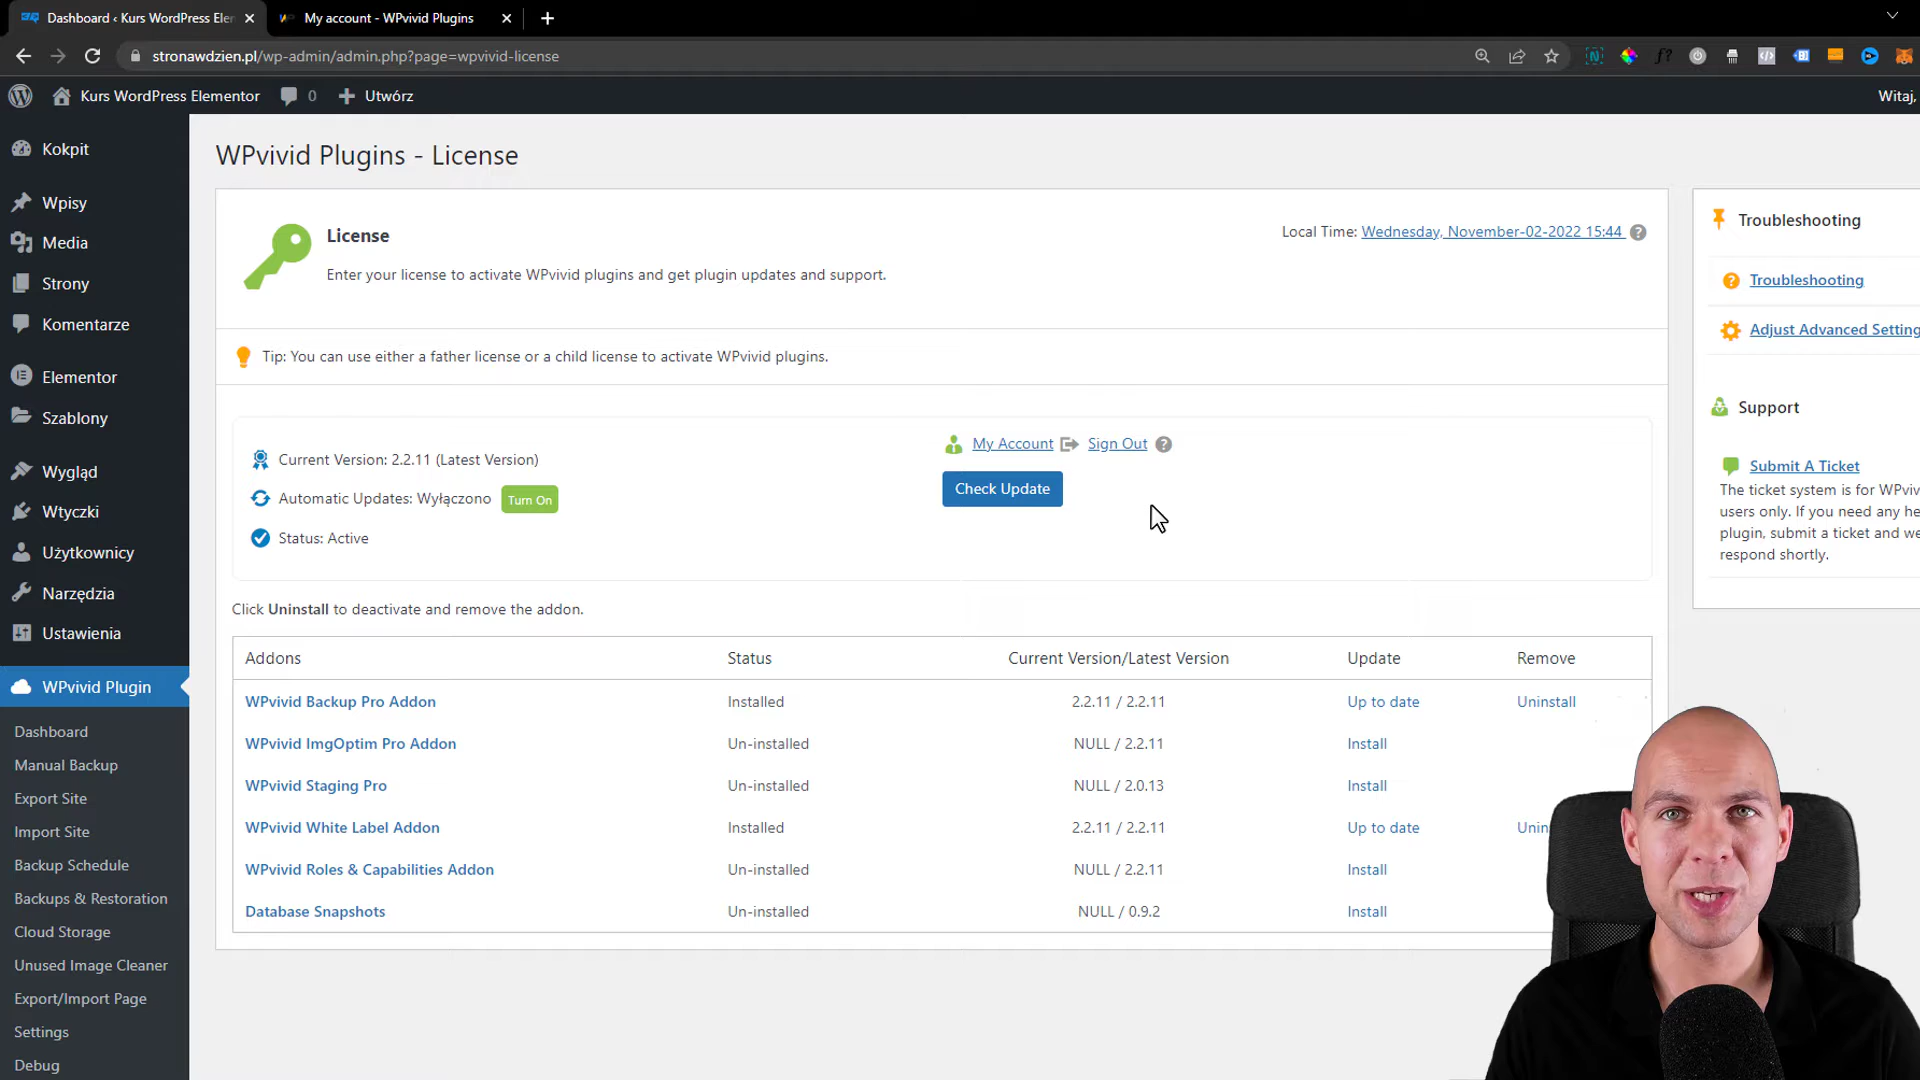 Dashboard ‹ Kurs WordPress Eler
My account - WPvivid Plugins
stronawdzien.pl/wp-admin/admin.php?page=wpvivid-license
Kurs WordPress Elementor
0
Utwórz
Witaj,
Kokpit
Wpisy
Media
Strony
Komentarze
Elementor
Szablony
Wygląd
Wtyczki
Użytkownicy
Narzędzia
Ustawienia
WPvivid Plugin
Dashboard
Manual Backup
Export Site
Import Site
Backup Schedule
Backups & Restoration
Cloud Storage
Unused Image Cleaner
Export/Import Page
Settings
Debug
WPvivid Plugins - License
License
Enter your license to activate WPvivid plugins and get plugin updates and support.
Local Time: Wednesday, November-02-2022 15:44
Tip: You can use either a father license or a child license to activate WPvivid plugins.
Current Version: 2.2.11 (Latest Version)
Automatic Updates: Wyłączono Turn On
Status: Active
My Account Sign Out
Check Update
Click Uninstall to deactivate and remove the addon.
Addons Status Current Version/Latest Version Update Remove
WPvivid Backup Pro Addon Installed 2.2.11 / 2.2.11 Up to date Uninstall
WPvivid ImgOptim Pro Addon Un-installed NULL / 2.2.11 Install
WPvivid Staging Pro Un-installed NULL / 2.0.13 Install
WPvivid White Label Addon Installed 2.2.11 / 2.2.11 Up to date Unin
WPvivid Roles & Capabilities Addon Un-installed NULL / 2.2.11 Install
Database Snapshots Un-installed NULL / 0.9.2 Install
Troubleshooting
Troubleshooting
Adjust Advanced Setting
Support
Submit A Ticket
The ticket system is for WPviv
users only. If you need any he
plugin, submit a ticket and we
respond shortly.